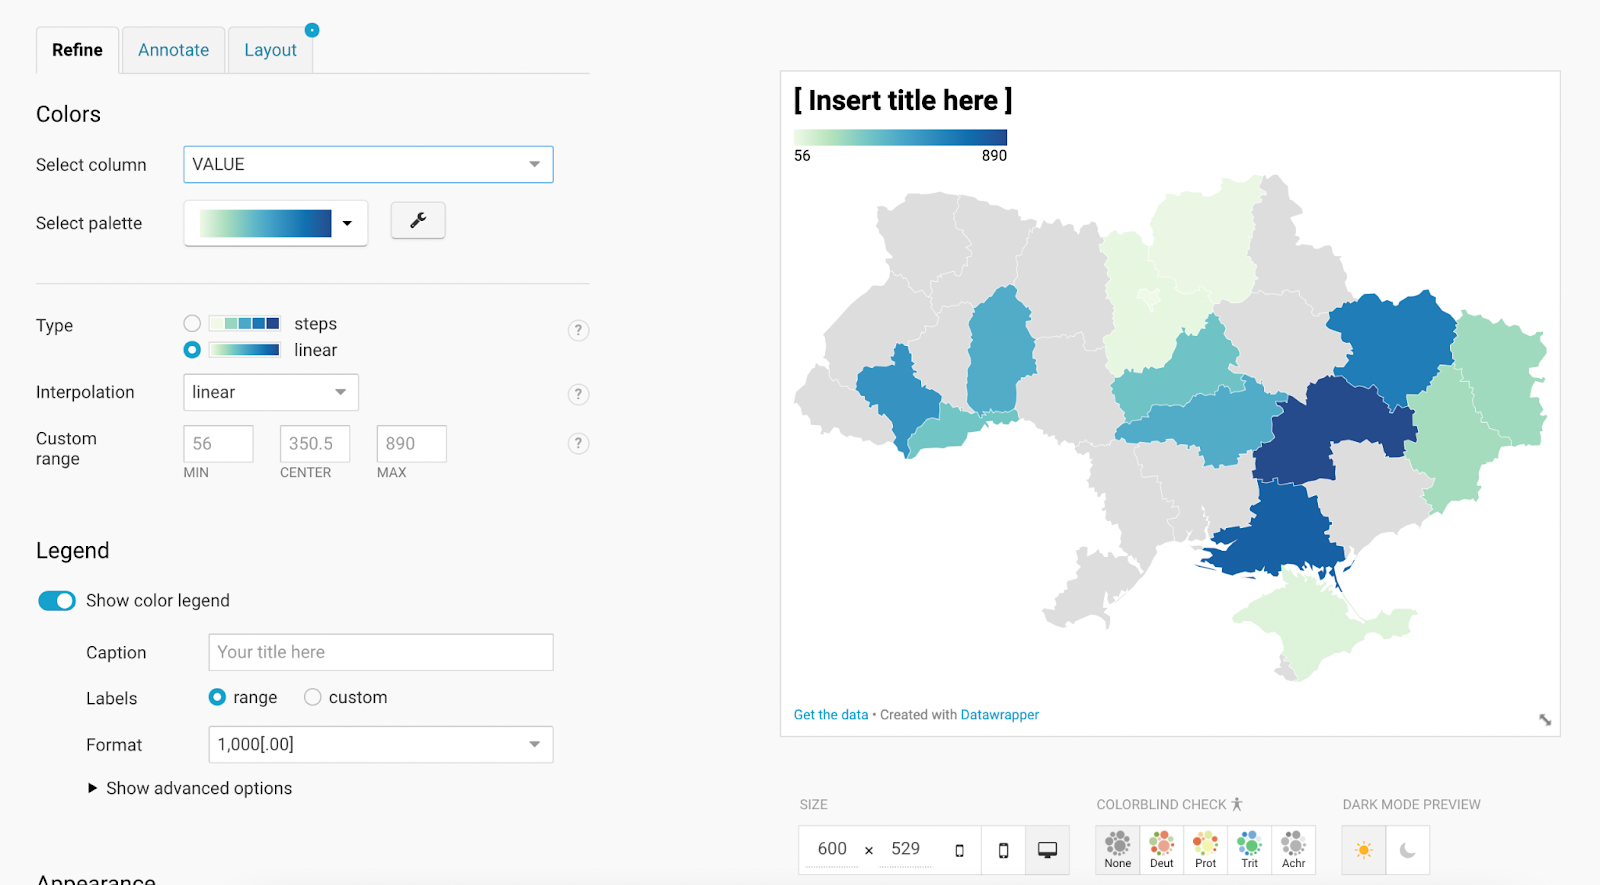 Refine
Annotate
Layout
Colors
Select column
VALUE
Select palette
Type
steps
?
linear
Interpolation
linear
?
Custom
range
56
350.5
890
?
MIN
CENTER
MAX
Legend
Show color legend
Caption
Your title here
Labels
range
custom
Format
1,000[.00]
Show advanced options
Appearance
[ Insert title here ]
56
890
Get the data • Created with Datawrapper
SIZE
600 × 529
COLORBLIND CHECK
None
Deut
Prot
Trit
Achr
DARK MODE PREVIEW